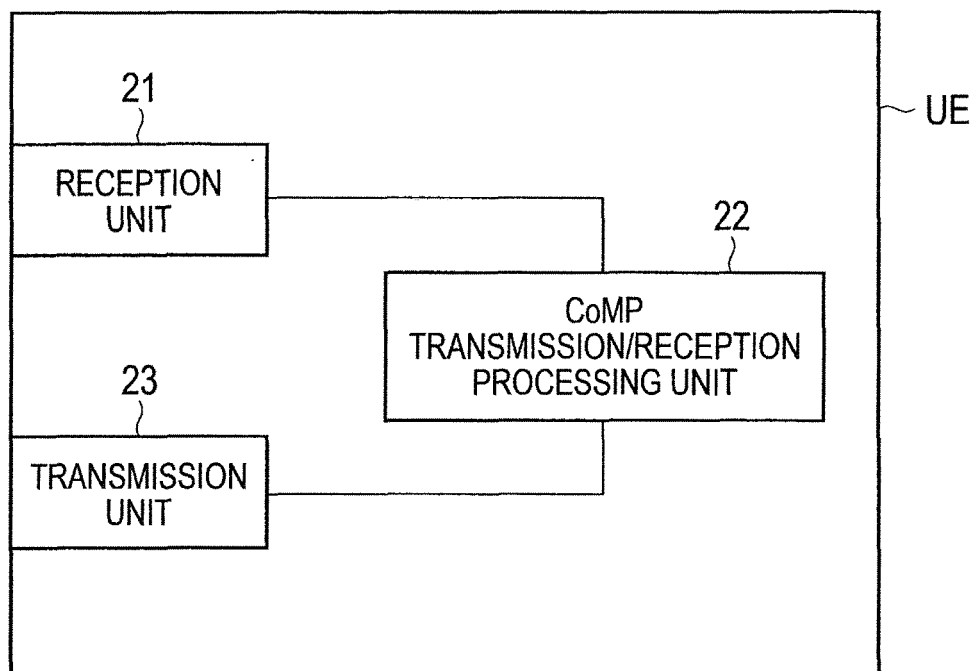 21
UE
RECEPTION
UNIT
22
CoMP
TRANSMISSION/RECEPTION
PROCESSING UNIT
23
TRANSMISSION
UNIT